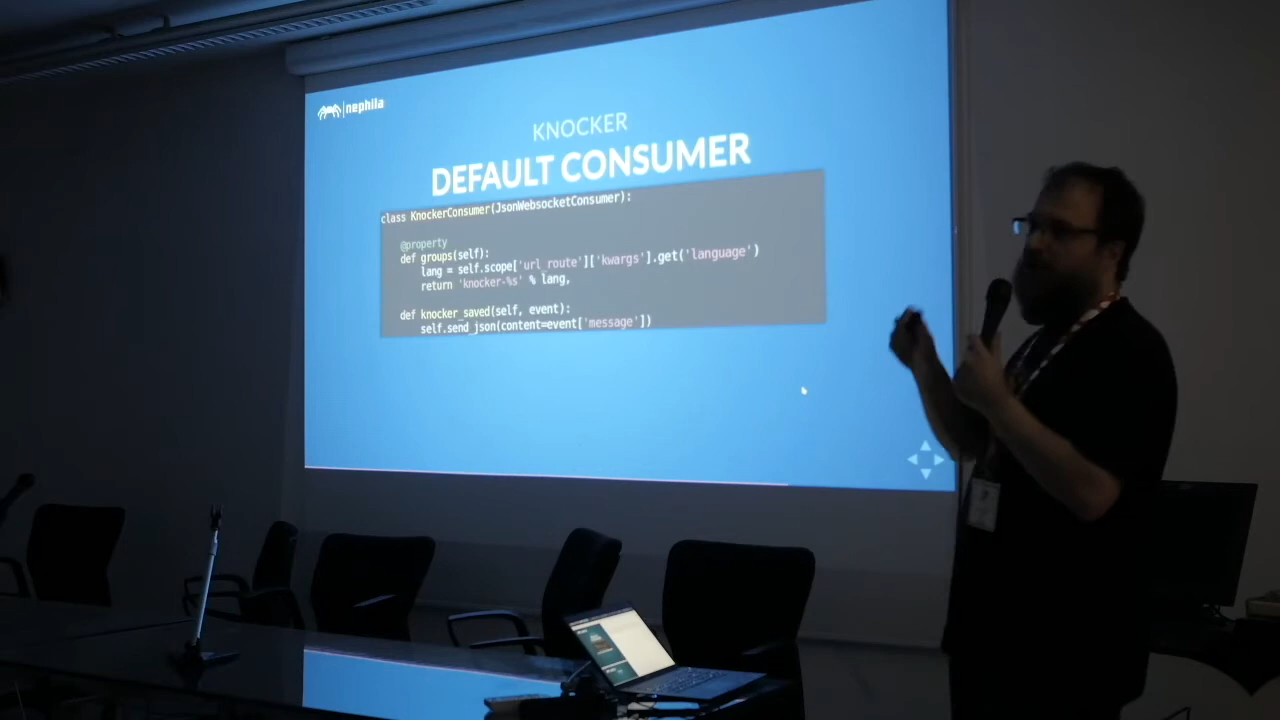 nephila
KNOCKER
DEFAULT CONSUMER
class KnockerConsumer(JsonWebsocketConsumer):
@property
def groups(self):
lang = self.scope['url_route']['kwargs'].get('language')
return 'knocker-%s' % lang,
def knocker_saved(self, event):
self.send_json(content=event['message'])